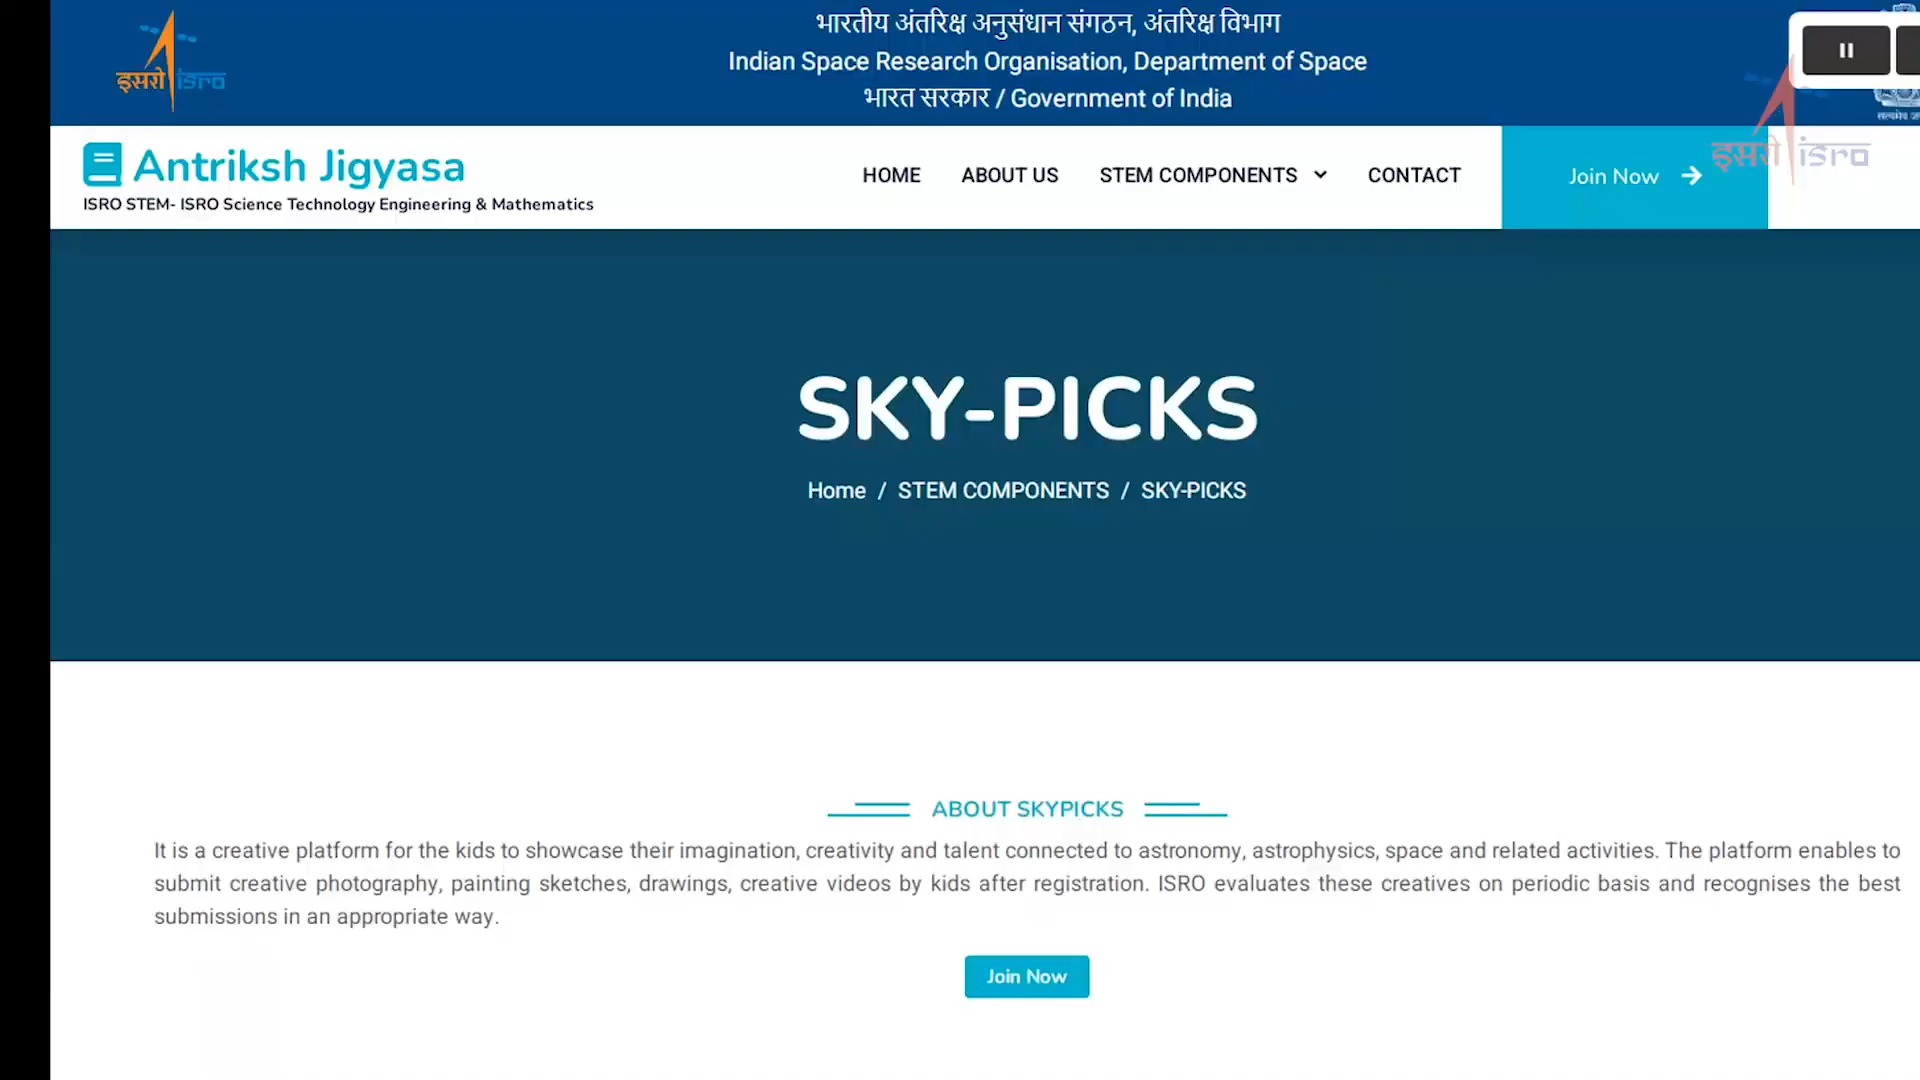 भारतीय अंतरिक्ष अनुसंधान संगठन, अंतरिक्ष विभाग
Indian Space Research Organisation, Department of Space
भारत सरकार / Government of India
इसरो isro
Antriksh Jigyasa
ISRO STEM- ISRO Science Technology Engineering & Mathematics
HOME ABOUT US STEM COMPONENTS CONTACT
Join Now
इसरो isro
SKY-PICKS
Home / STEM COMPONENTS / SKY-PICKS
ABOUT SKYPICKS
It is a creative platform for the kids to showcase their imagination, creativity and talent connected to astronomy, astrophysics, space and related activities. The platform enables to
submit creative photography, painting sketches, drawings, creative videos by kids after registration. ISRO evaluates these creatives on periodic basis and recognises the best
submissions in an appropriate way.
Join Now